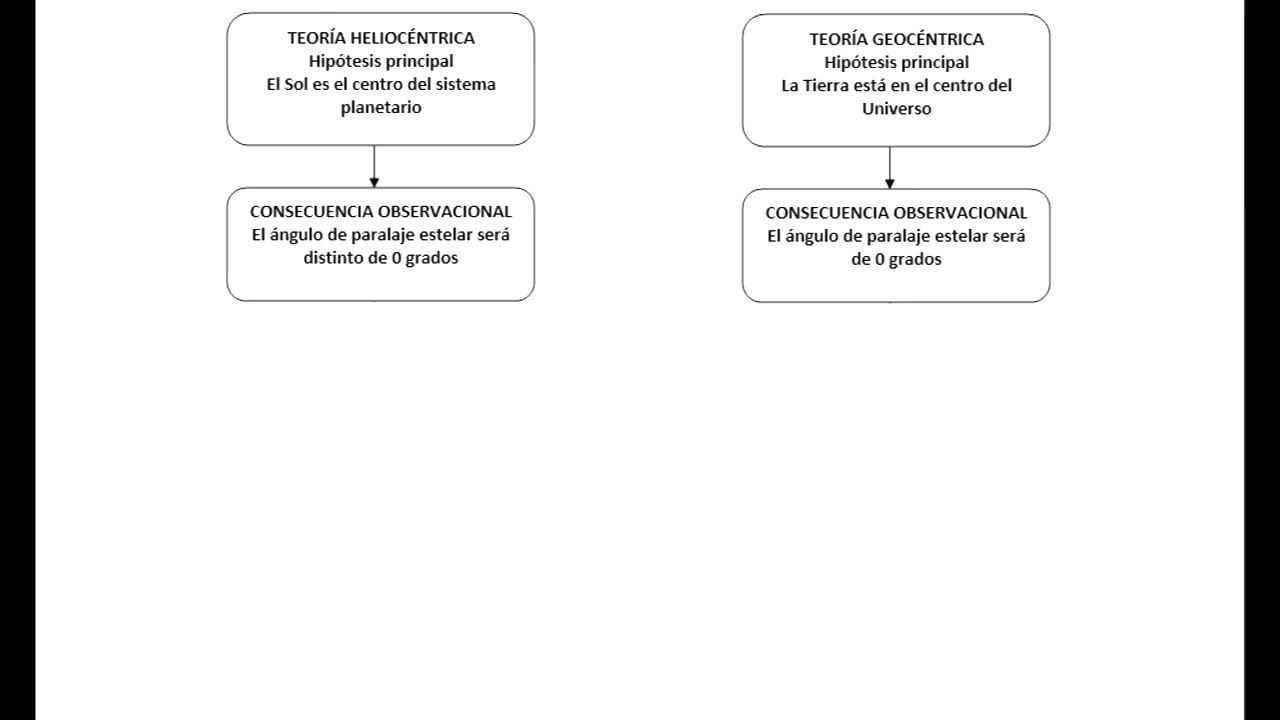 TEORÍA HELIOCÉNTRICA
Hipótesis principal
El Sol es el centro del sistema
planetario
CONSECUENCIA OBSERVACIONAL
El ángulo de paralaje estelar será
distinto de 0 grados
TEORÍA GEOCÉNTRICA
Hipótesis principal
La Tierra está en el centro del
Universo
CONSECUENCIA OBSERVACIONAL
El ángulo de paralaje estelar será
de 0 grados